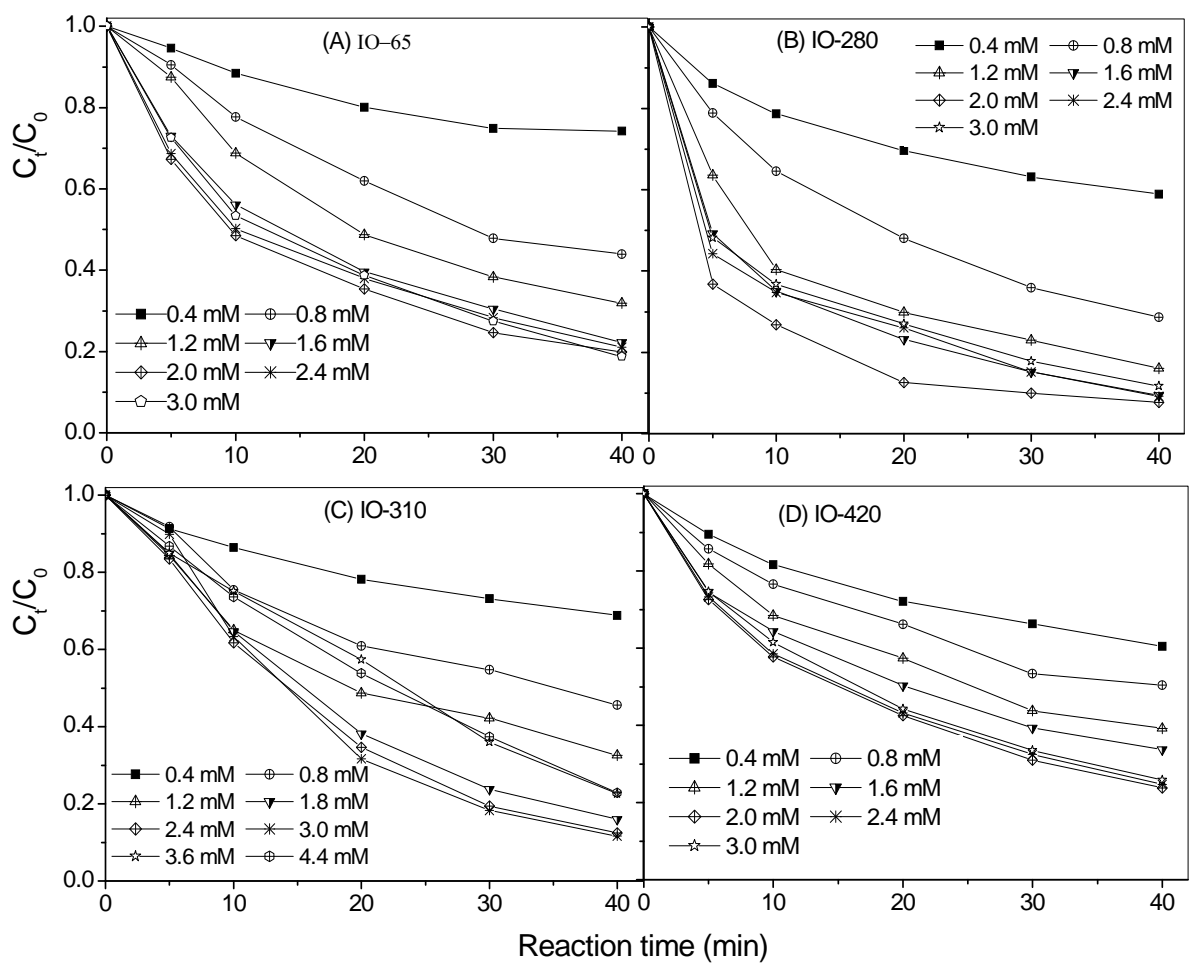 (A) IO–65
1.0
0.8
0.6
0.4
0.2
0.0
Ct/C0
0.4 mM 0.8 mM
1.2 mM 1.6 mM
2.0 mM 2.4 mM
3.0 mM
0 10 20 30 40
(B) IO-280
0.4 mM 0.8 mM
1.2 mM 1.6 mM
2.0 mM 2.4 mM
3.0 mM
0 10 20 30 40
(C) IO-310
1.0
0.8
0.6
0.4
0.2
0.0
Ct/C0
0.4 mM 0.8 mM
1.2 mM 1.8 mM
2.4 mM 3.0 mM
3.6 mM 4.4 mM
0 10 20 30 40
(D) IO-420
0.4 mM 0.8 mM
1.2 mM 1.6 mM
2.0 mM 2.4 mM
3.0 mM
0 10 20 30 40
Reaction time (min)